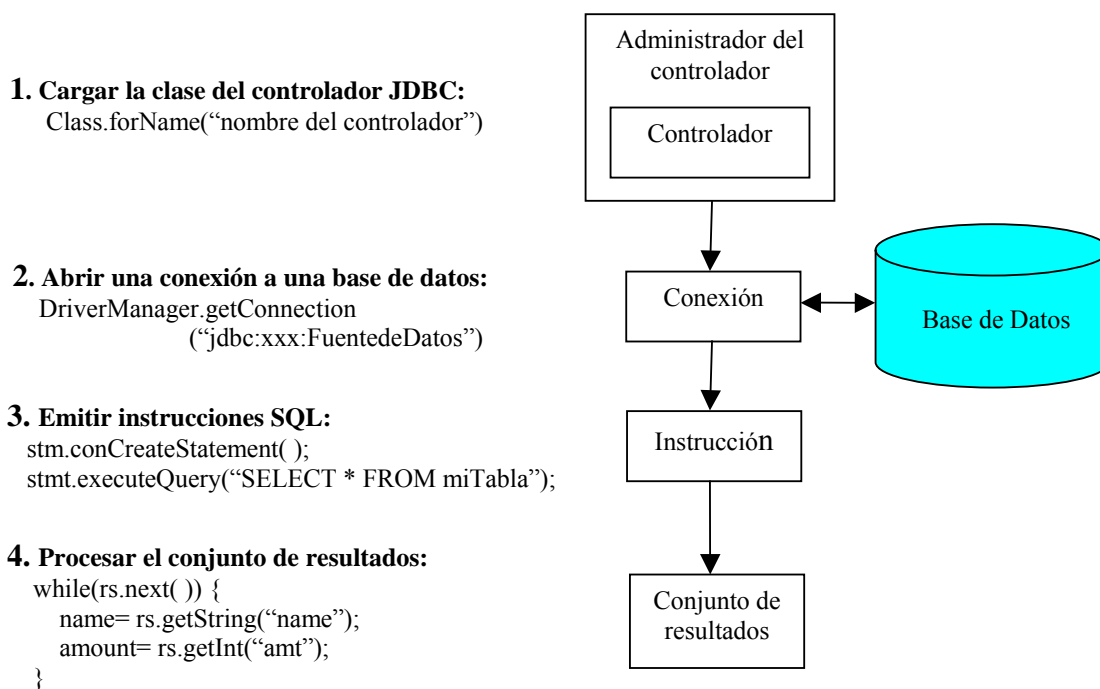 1. Cargar la clase del controlador JDBC:
Class.forName(“nombre del controlador”)
2. Abrir una conexión a una base de datos:
DriverManager.getConnection
(“jdbc:xxx:FuentedeDatos”)
3. Emitir instrucciones SQL:
stm.conCreateStatement( );
stmt.executeQuery(“SELECT * FROM miTabla”);
4. Procesar el conjunto de resultados:
while(rs.next( )) {
name= rs.getString(“name”);
amount= rs.getInt(“amt”);
}
Administrador del
controlador
Controlador
Conexión
Base de Datos
Instrucción
Conjunto de
resultados